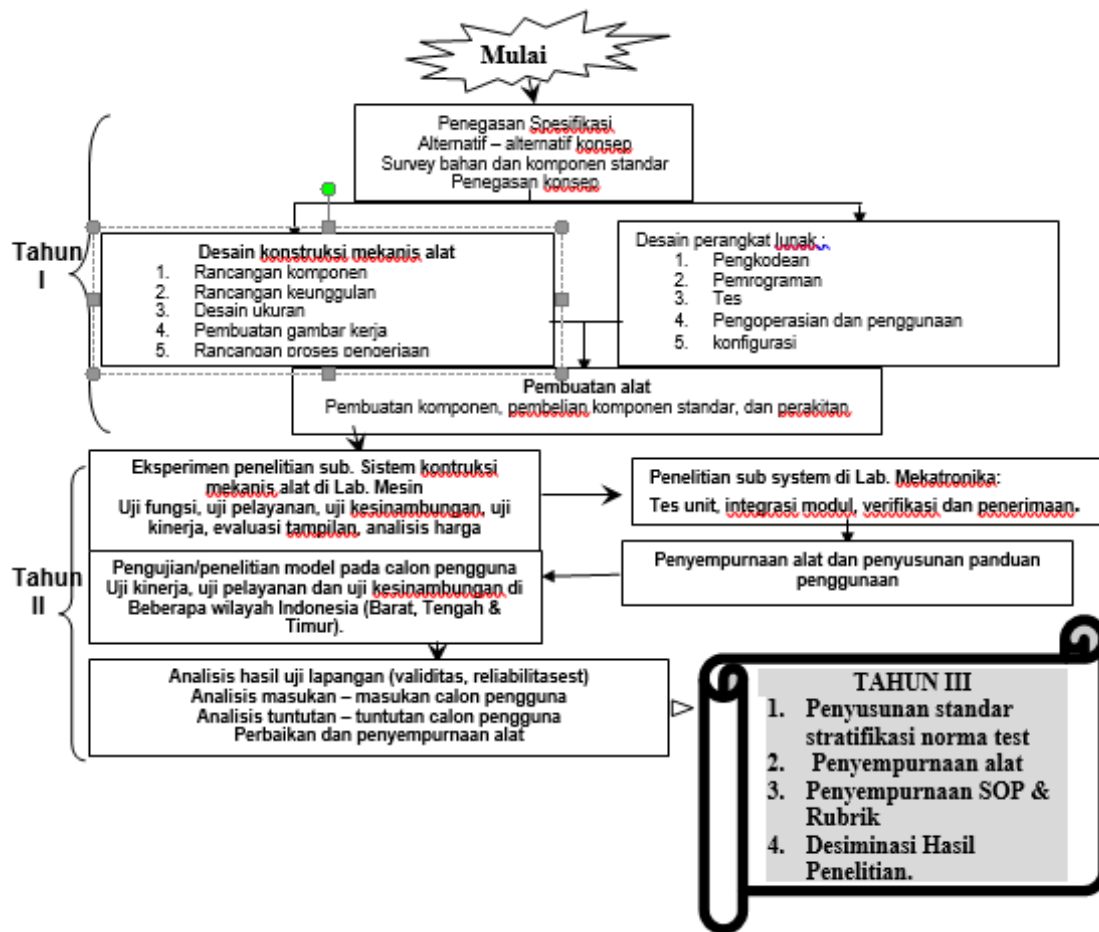 Mulai
Penegasan Spesifikasi
Alternatif – alternatif konsep
Survey bahan dan komponen standar
Penegasan konsep
Tahun
I
Desain konstruksi mekanis alat
1. Rancangan komponen
2. Rancangan keunggulan
3. Desain ukuran
4. Pembuatan gambar kerja
5. Rancangan proses pengerjaan
Desain perangkat lunak :
1. Pengkodean
2. Pemrograman
3. Tes
4. Pengoperasian dan penggunaan
5. konfigurasi
Pembuatan alat
Pembuatan komponen, pembelian komponen standar, dan perakitan
Tahun
II
Eksperimen penelitian sub. Sistem kontruksi
mekanis alat di Lab. Mesin
Uji fungsi, uji pelayanan, uji kesinambungan, uji
kinerja, evaluasi tampilan, analisis harga
Penelitian sub system di Lab. Mekatronika:
Tes unit, integrasi modul, verifikasi dan penerimaan.
Penyempurnaan alat dan penyusunan panduan
penggunaan
Pengujian/penelitian model pada calon pengguna
Uji kinerja, uji pelayanan dan uji kesinambungan di
Beberapa wilayah Indonesia (Barat, Tengah &
Timur).
Analisis hasil uji lapangan (validitas, reliabilitasest)
Analisis masukan – masukan calon pengguna
Analisis tuntutan – tuntutan calon pengguna
Perbaikan dan penyempurnaan alat
TAHUN III
1. Penyusunan standar
stratifikasi norma test
2. Penyempurnaan alat
3. Penyempurnaan SOP &
Rubrik
4. Desiminasi Hasil
Penelitian.